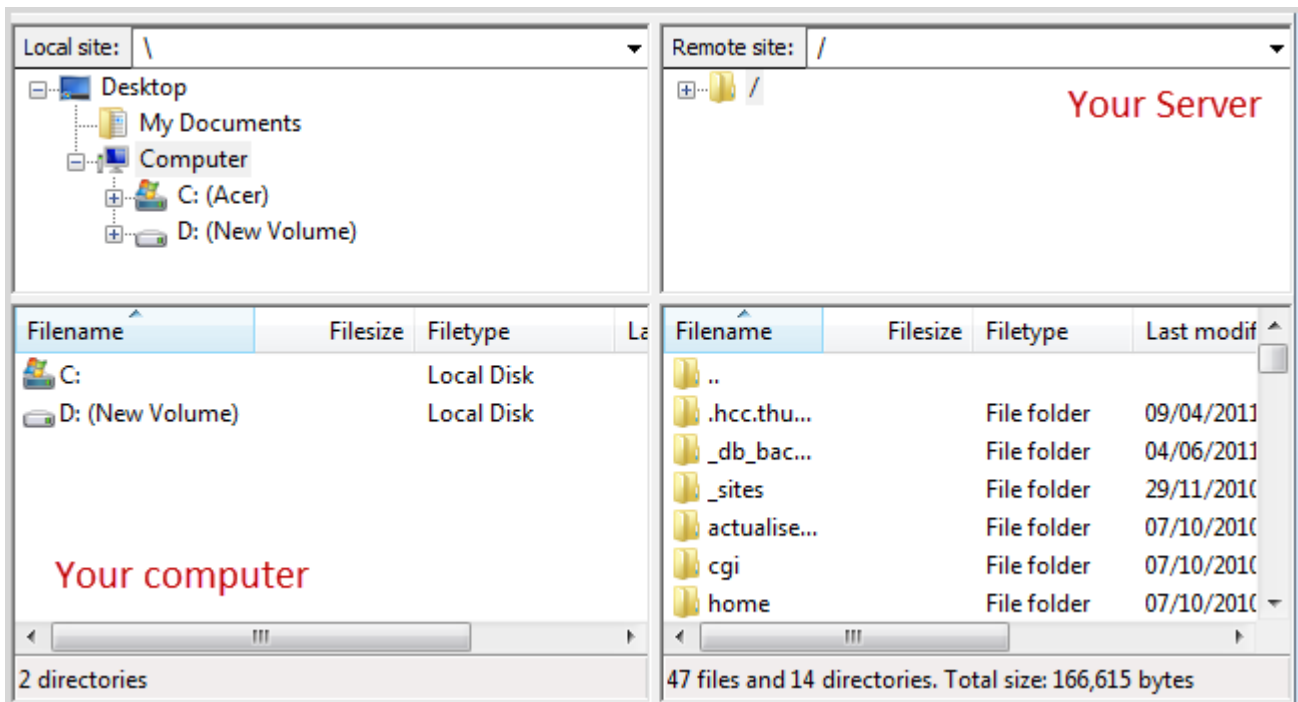 Local site: \
Desktop
My Documents
Computer
C: (Acer)
D: (New Volume)
Remote site: /
/
Your Server
Filename Filesize Filetype La
C: Local Disk
D: (New Volume) Local Disk
Your computer
2 directories
Filename Filesize Filetype Last modif
..
.hcc.thu... File folder 09/04/2011
_db_bac... File folder 04/06/2011
_sites File folder 29/11/2010
actualise... File folder 07/10/2010
cgi File folder 07/10/2010
home File folder 07/10/2010
47 files and 14 directories. Total size: 166,615 bytes